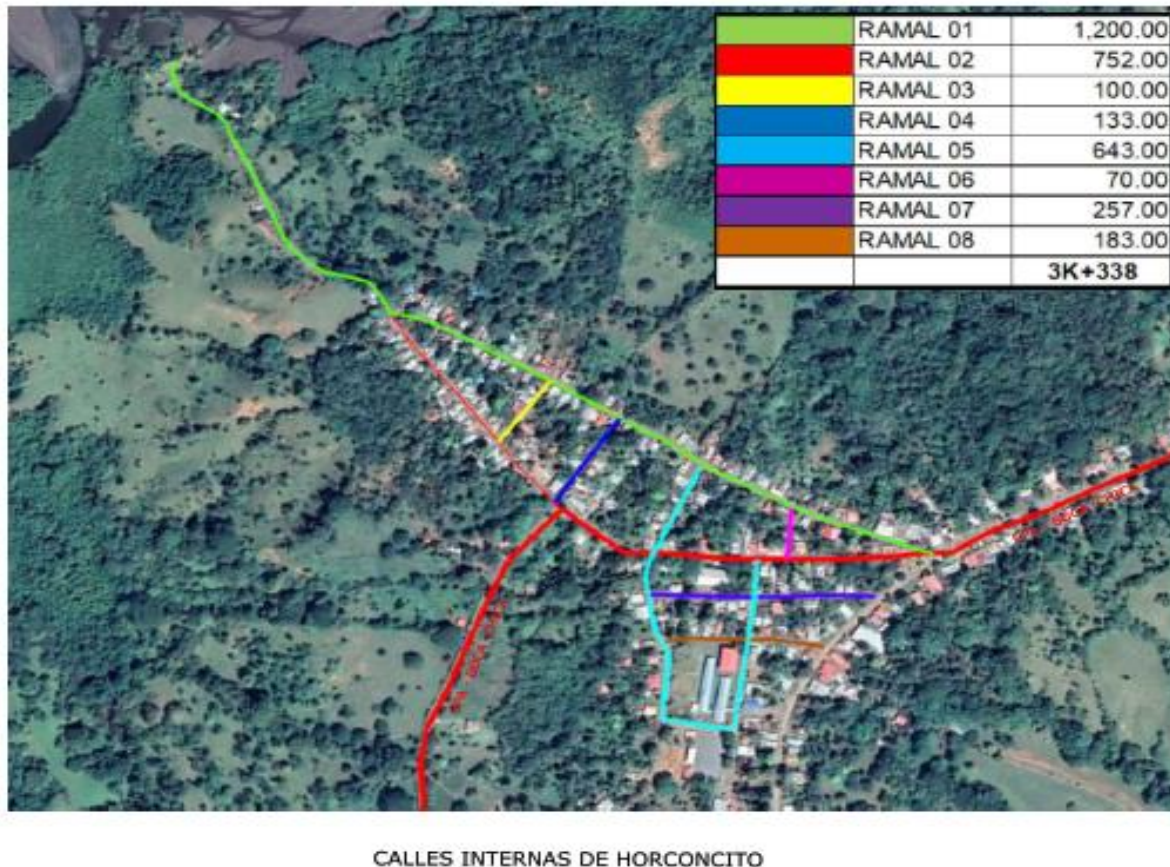 RAMAL 01 1,200.00
RAMAL 02 752.00
RAMAL 03 100.00
RAMAL 04 133.00
RAMAL 05 643.00
RAMAL 06 70.00
RAMAL 07 257.00
RAMAL 08 183.00
3K+338
BOCA CHICA
CALLES INTERNAS DE HORCONCITO